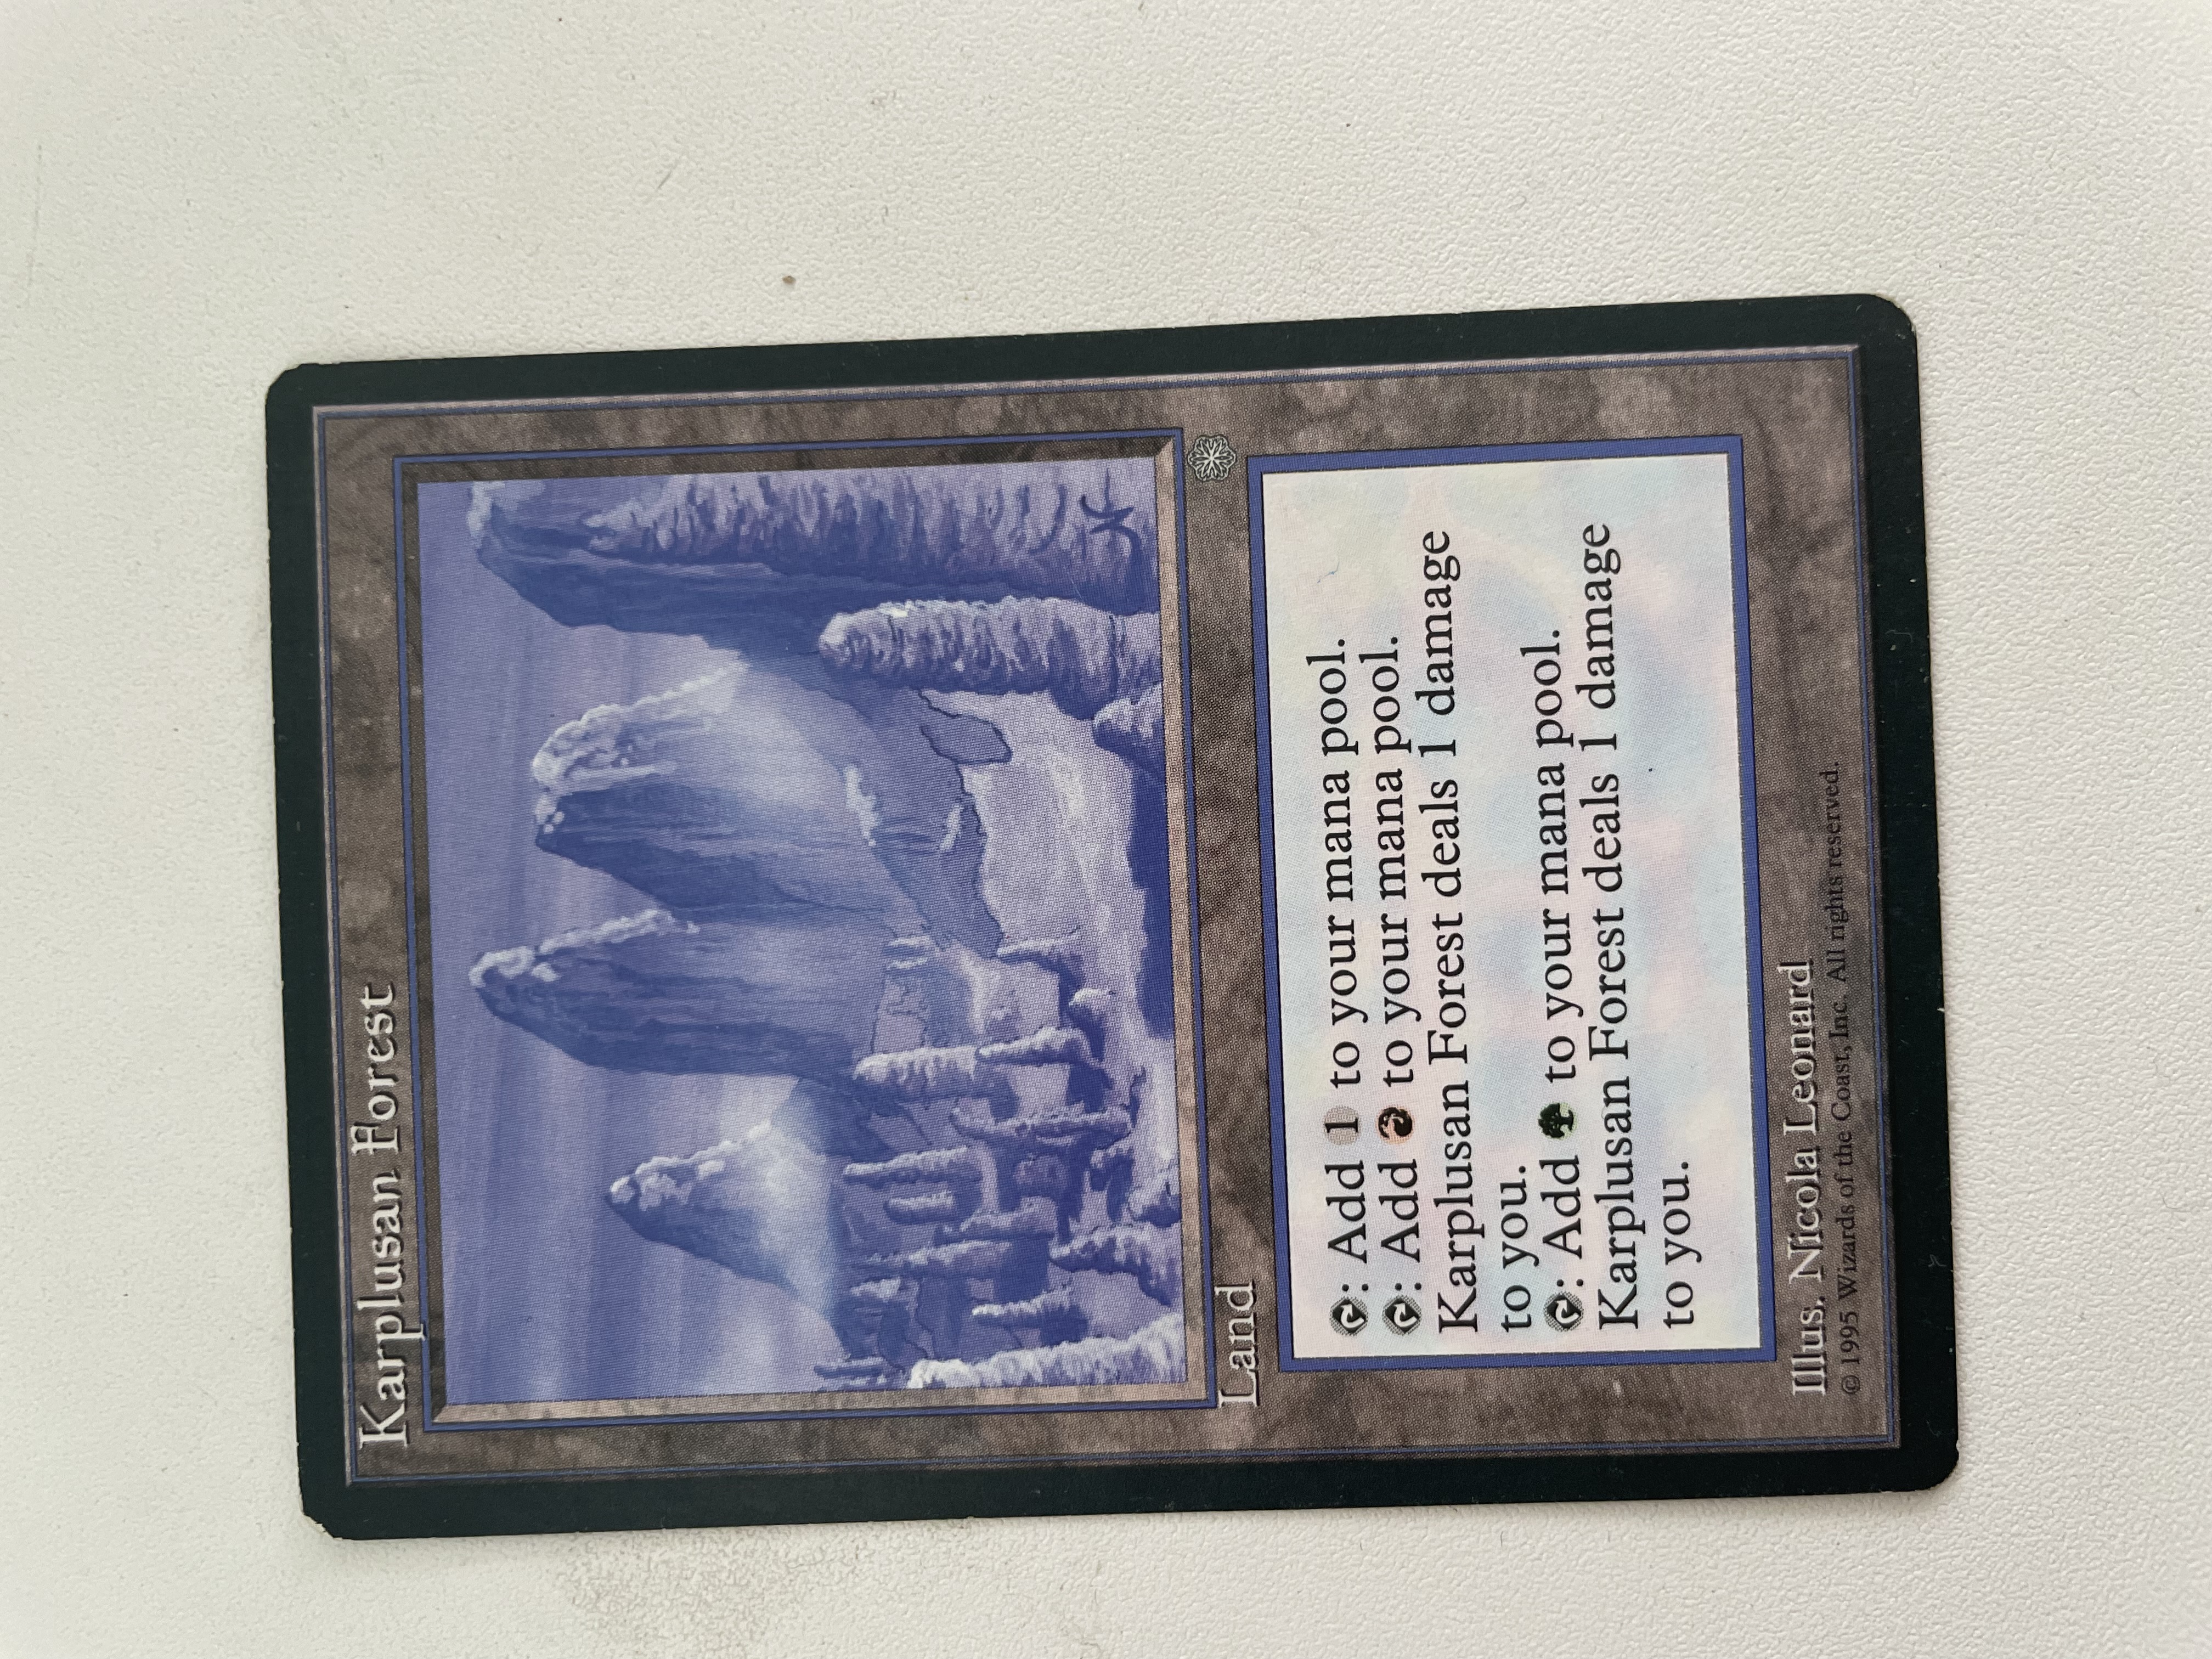 Karplusan Forest
Land
: Add 1 to your mana pool.
: Add to your mana pool.
Karplusan Forest deals 1 damage
to you.
: Add to your mana pool.
Karplusan Forest deals 1 damage
to you.
Illus. Nicola Leonard
© 1995 Wizards of the Coast, Inc. All rights reserved.